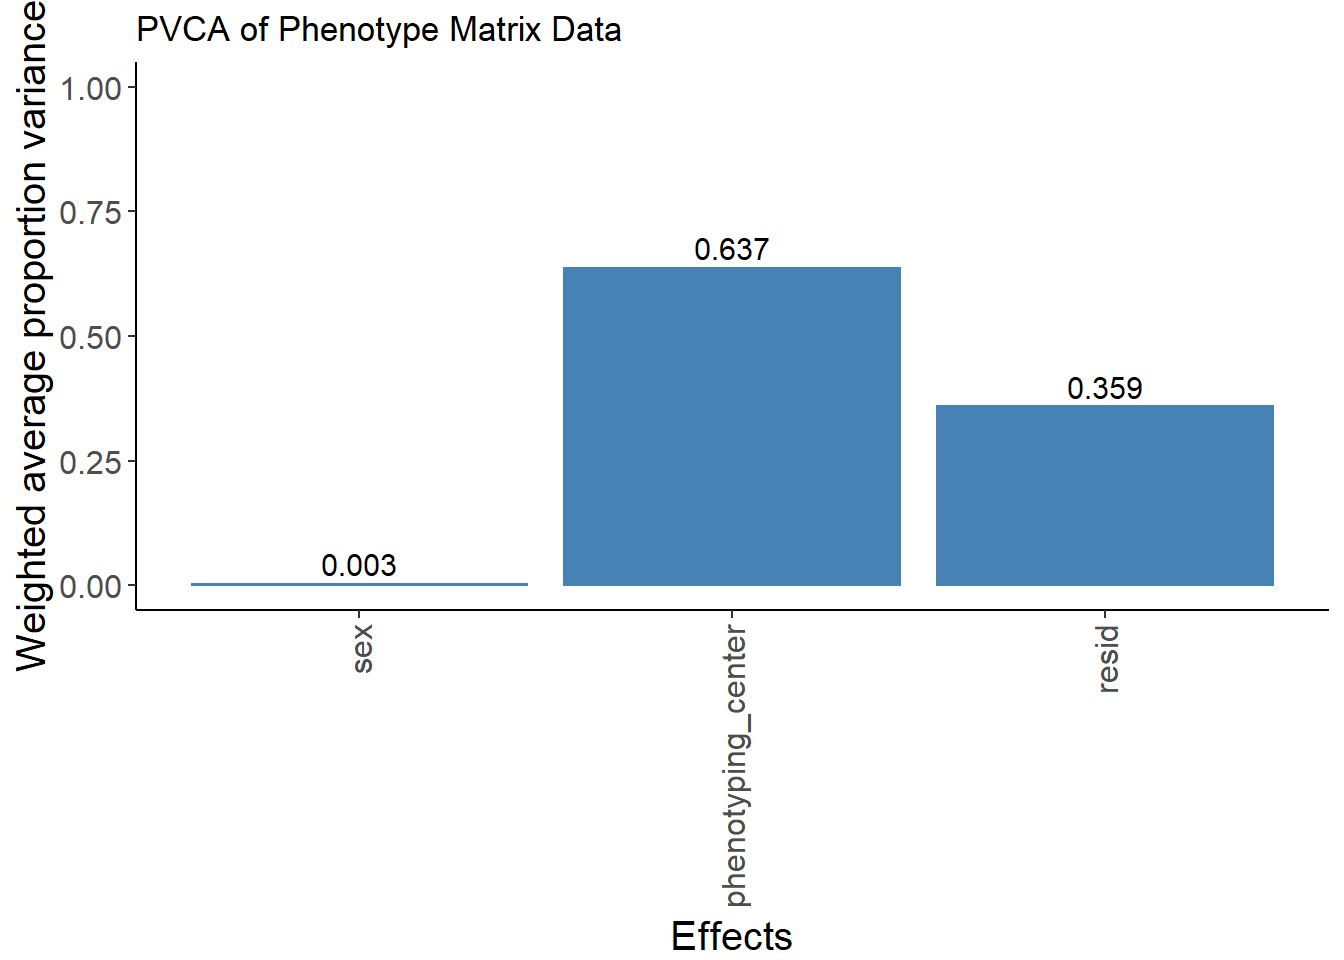 PVCA of Phenotype Matrix Data
Weighted average proportion variance
1.00
0.75
0.50
0.25
0.00
0.003
0.637
0.359
sex
phenotyping_center
resid
Effects